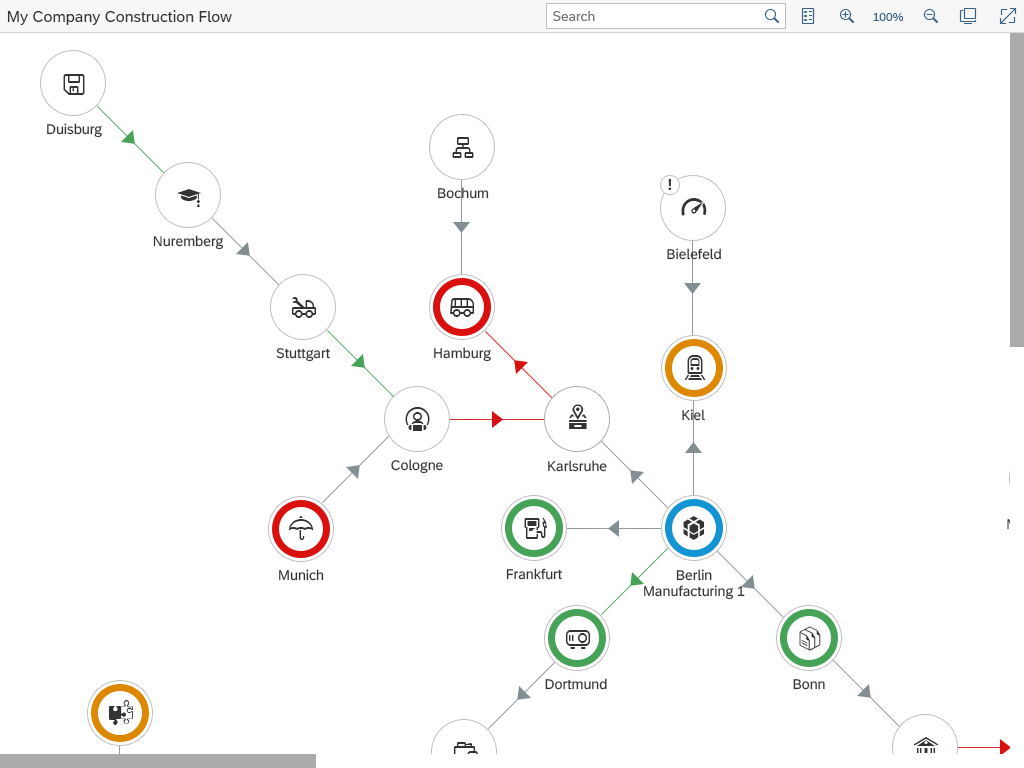 My Company Construction Flow
Search
100%
Duisburg
Bochum
!
Nuremberg
Bielefeld
Stuttgart
Hamburg
Kiel
Cologne
Karlsruhe
Munich
Frankfurt
Berlin
Manufacturing 1
Dortmund
Bonn